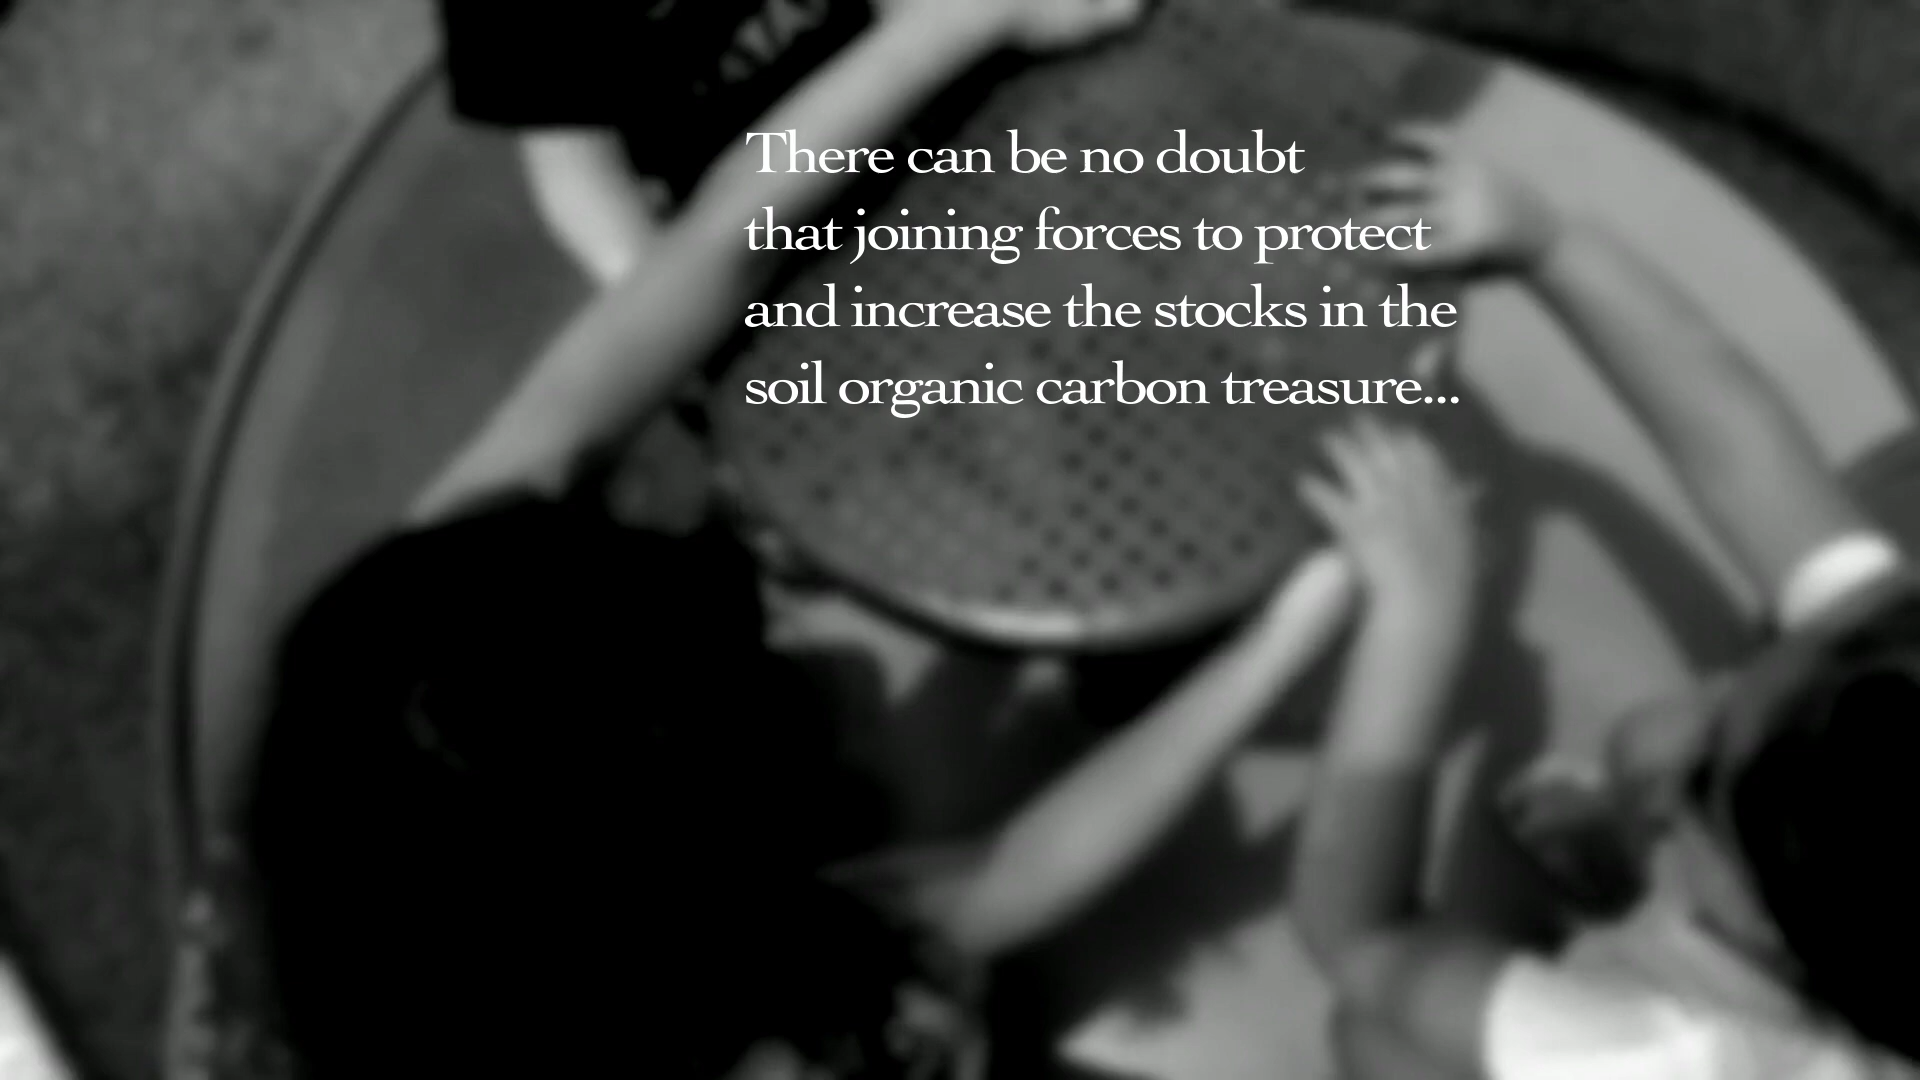 There can be no doubt
that joining forces to protect
and increase the stocks in the
soil organic carbon treasure...